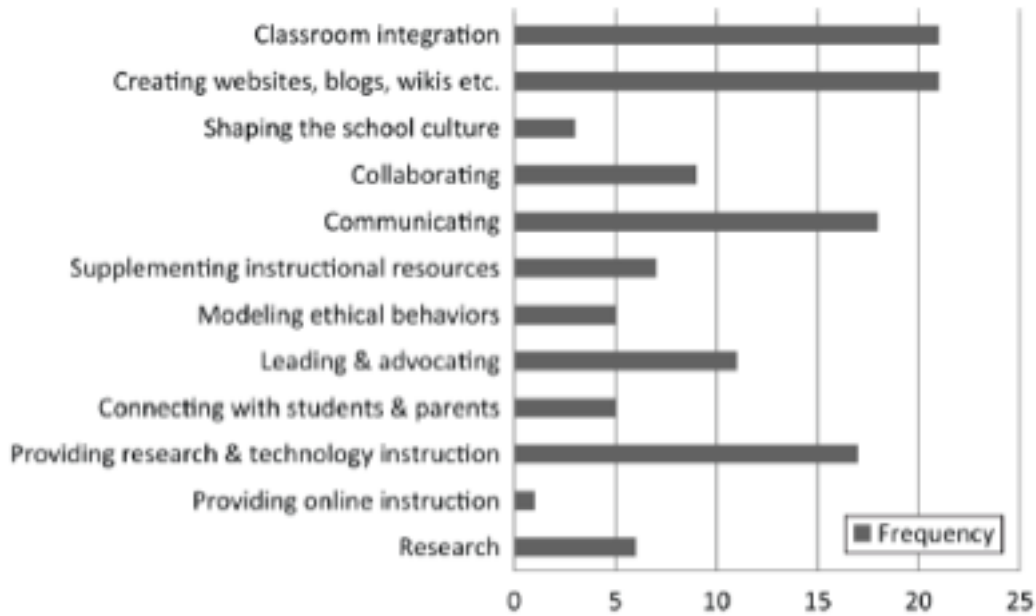 Classroom integration
Creating websites, blogs, wikis etc.
Shaping the school culture
Collaborating
Communicating
Supplementing instructional resources
Modeling ethical behaviors
Leading & advocating
Connecting with students & parents
Providing research & technology instruction
Providing online instruction
Research
Frequency
0 5 10 15 20 25